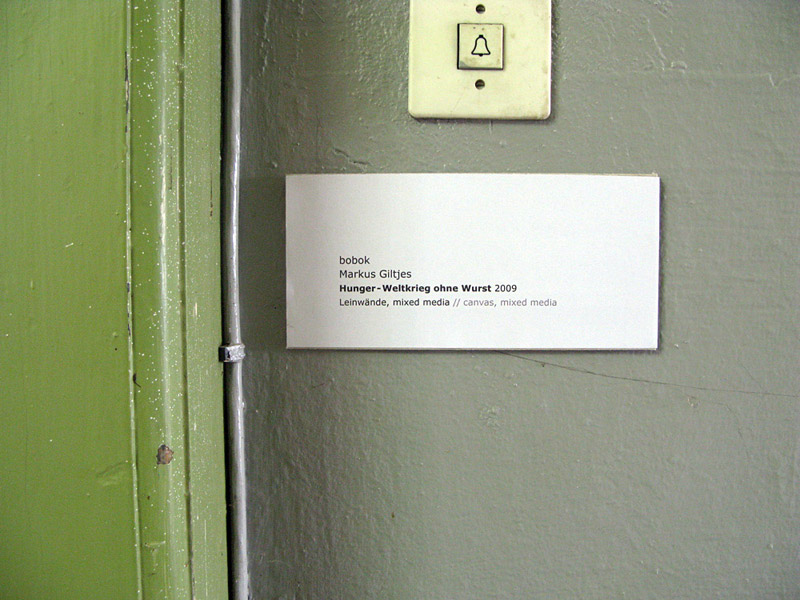 bobok
Markus Giltjes
Hunger-Weltkrieg ohne Wurst 2009
Leinwände, mixed media // canvas, mixed media